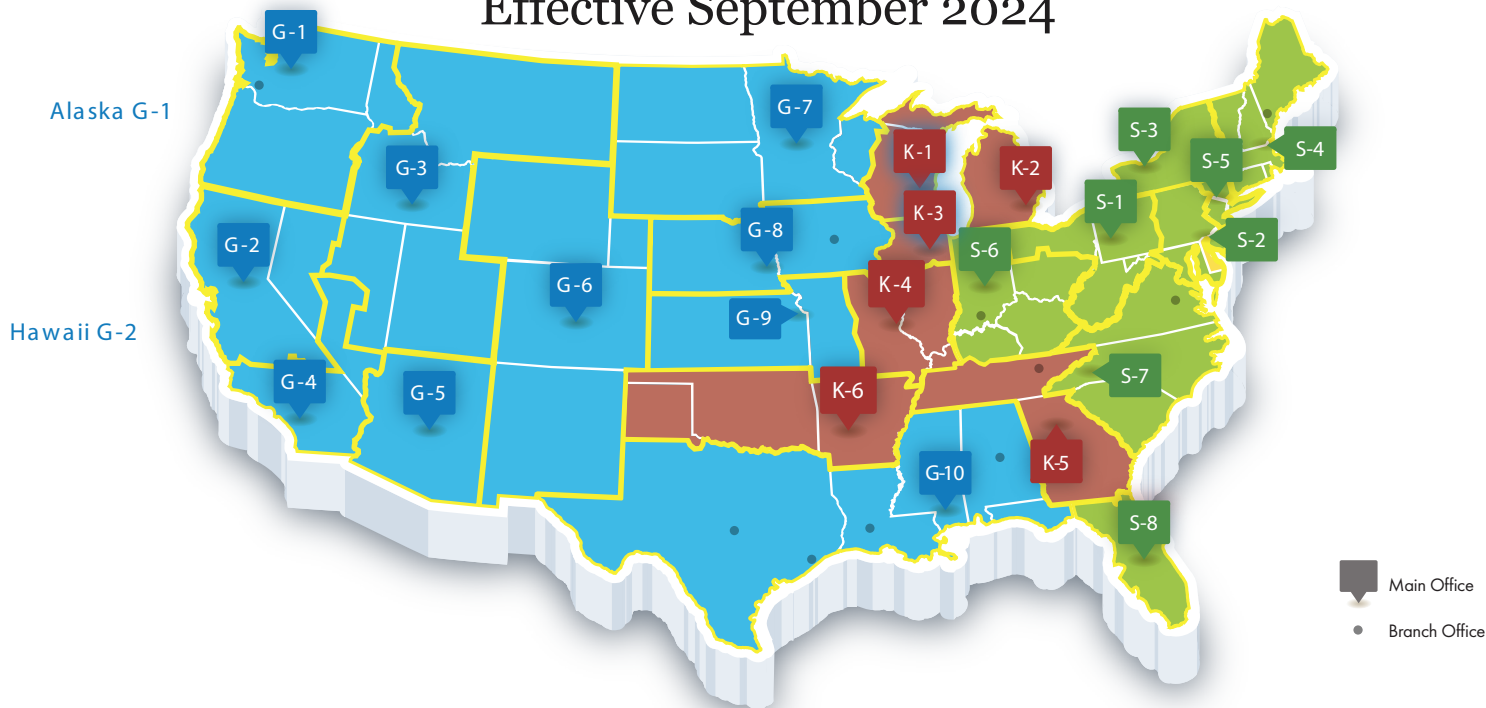 Effective September 2024
G-1
Alaska G-1
G-7
S-3
S-4
K-1
S-5
G-3
K-2
S-1
K-3
G-8
G-2
S-2
S-6
G-6
K-4
G-9
Hawaii G-2
G-4
G-5
K-6
S-7
K-5
G-10
S-8
Main Office
Branch Office